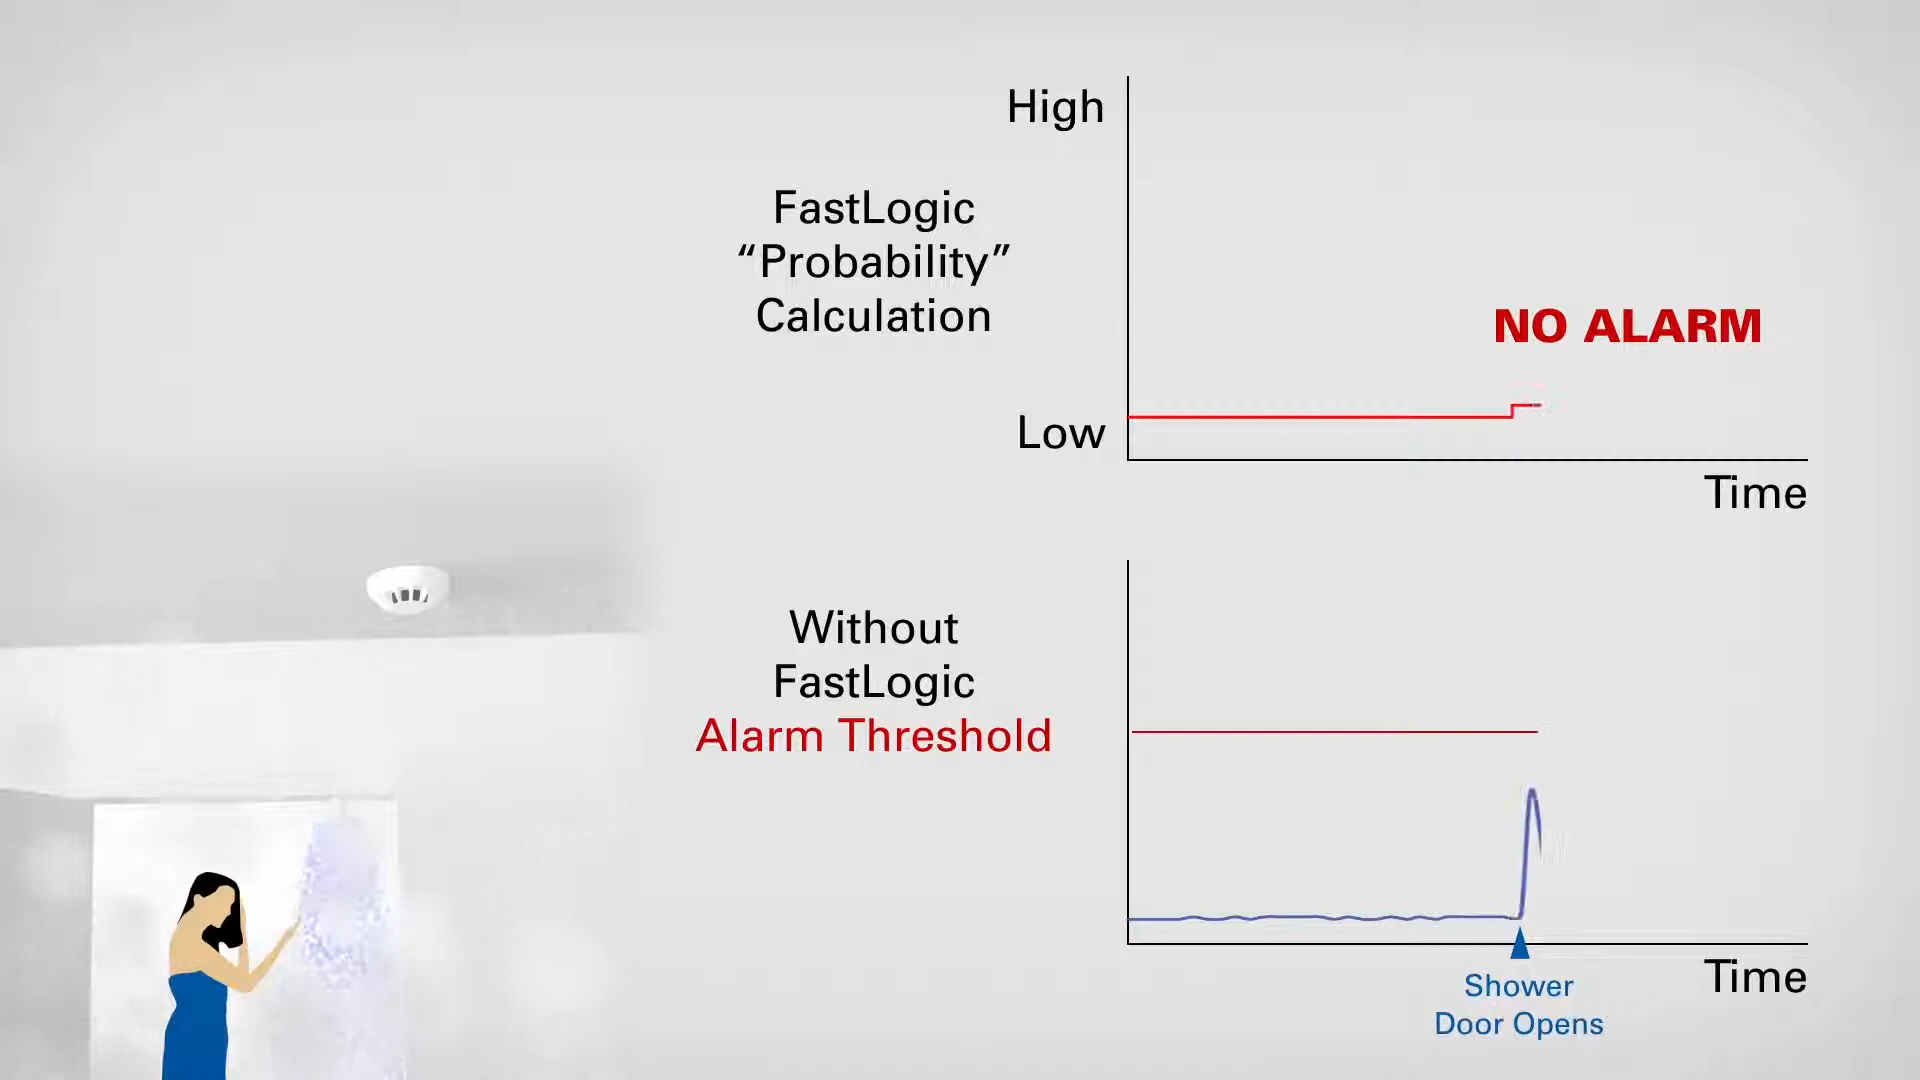 High
FastLogic
“Probability”
Calculation
NO ALARM
Low
Time
Without
FastLogic
Alarm Threshold
Time
Shower
Door Opens